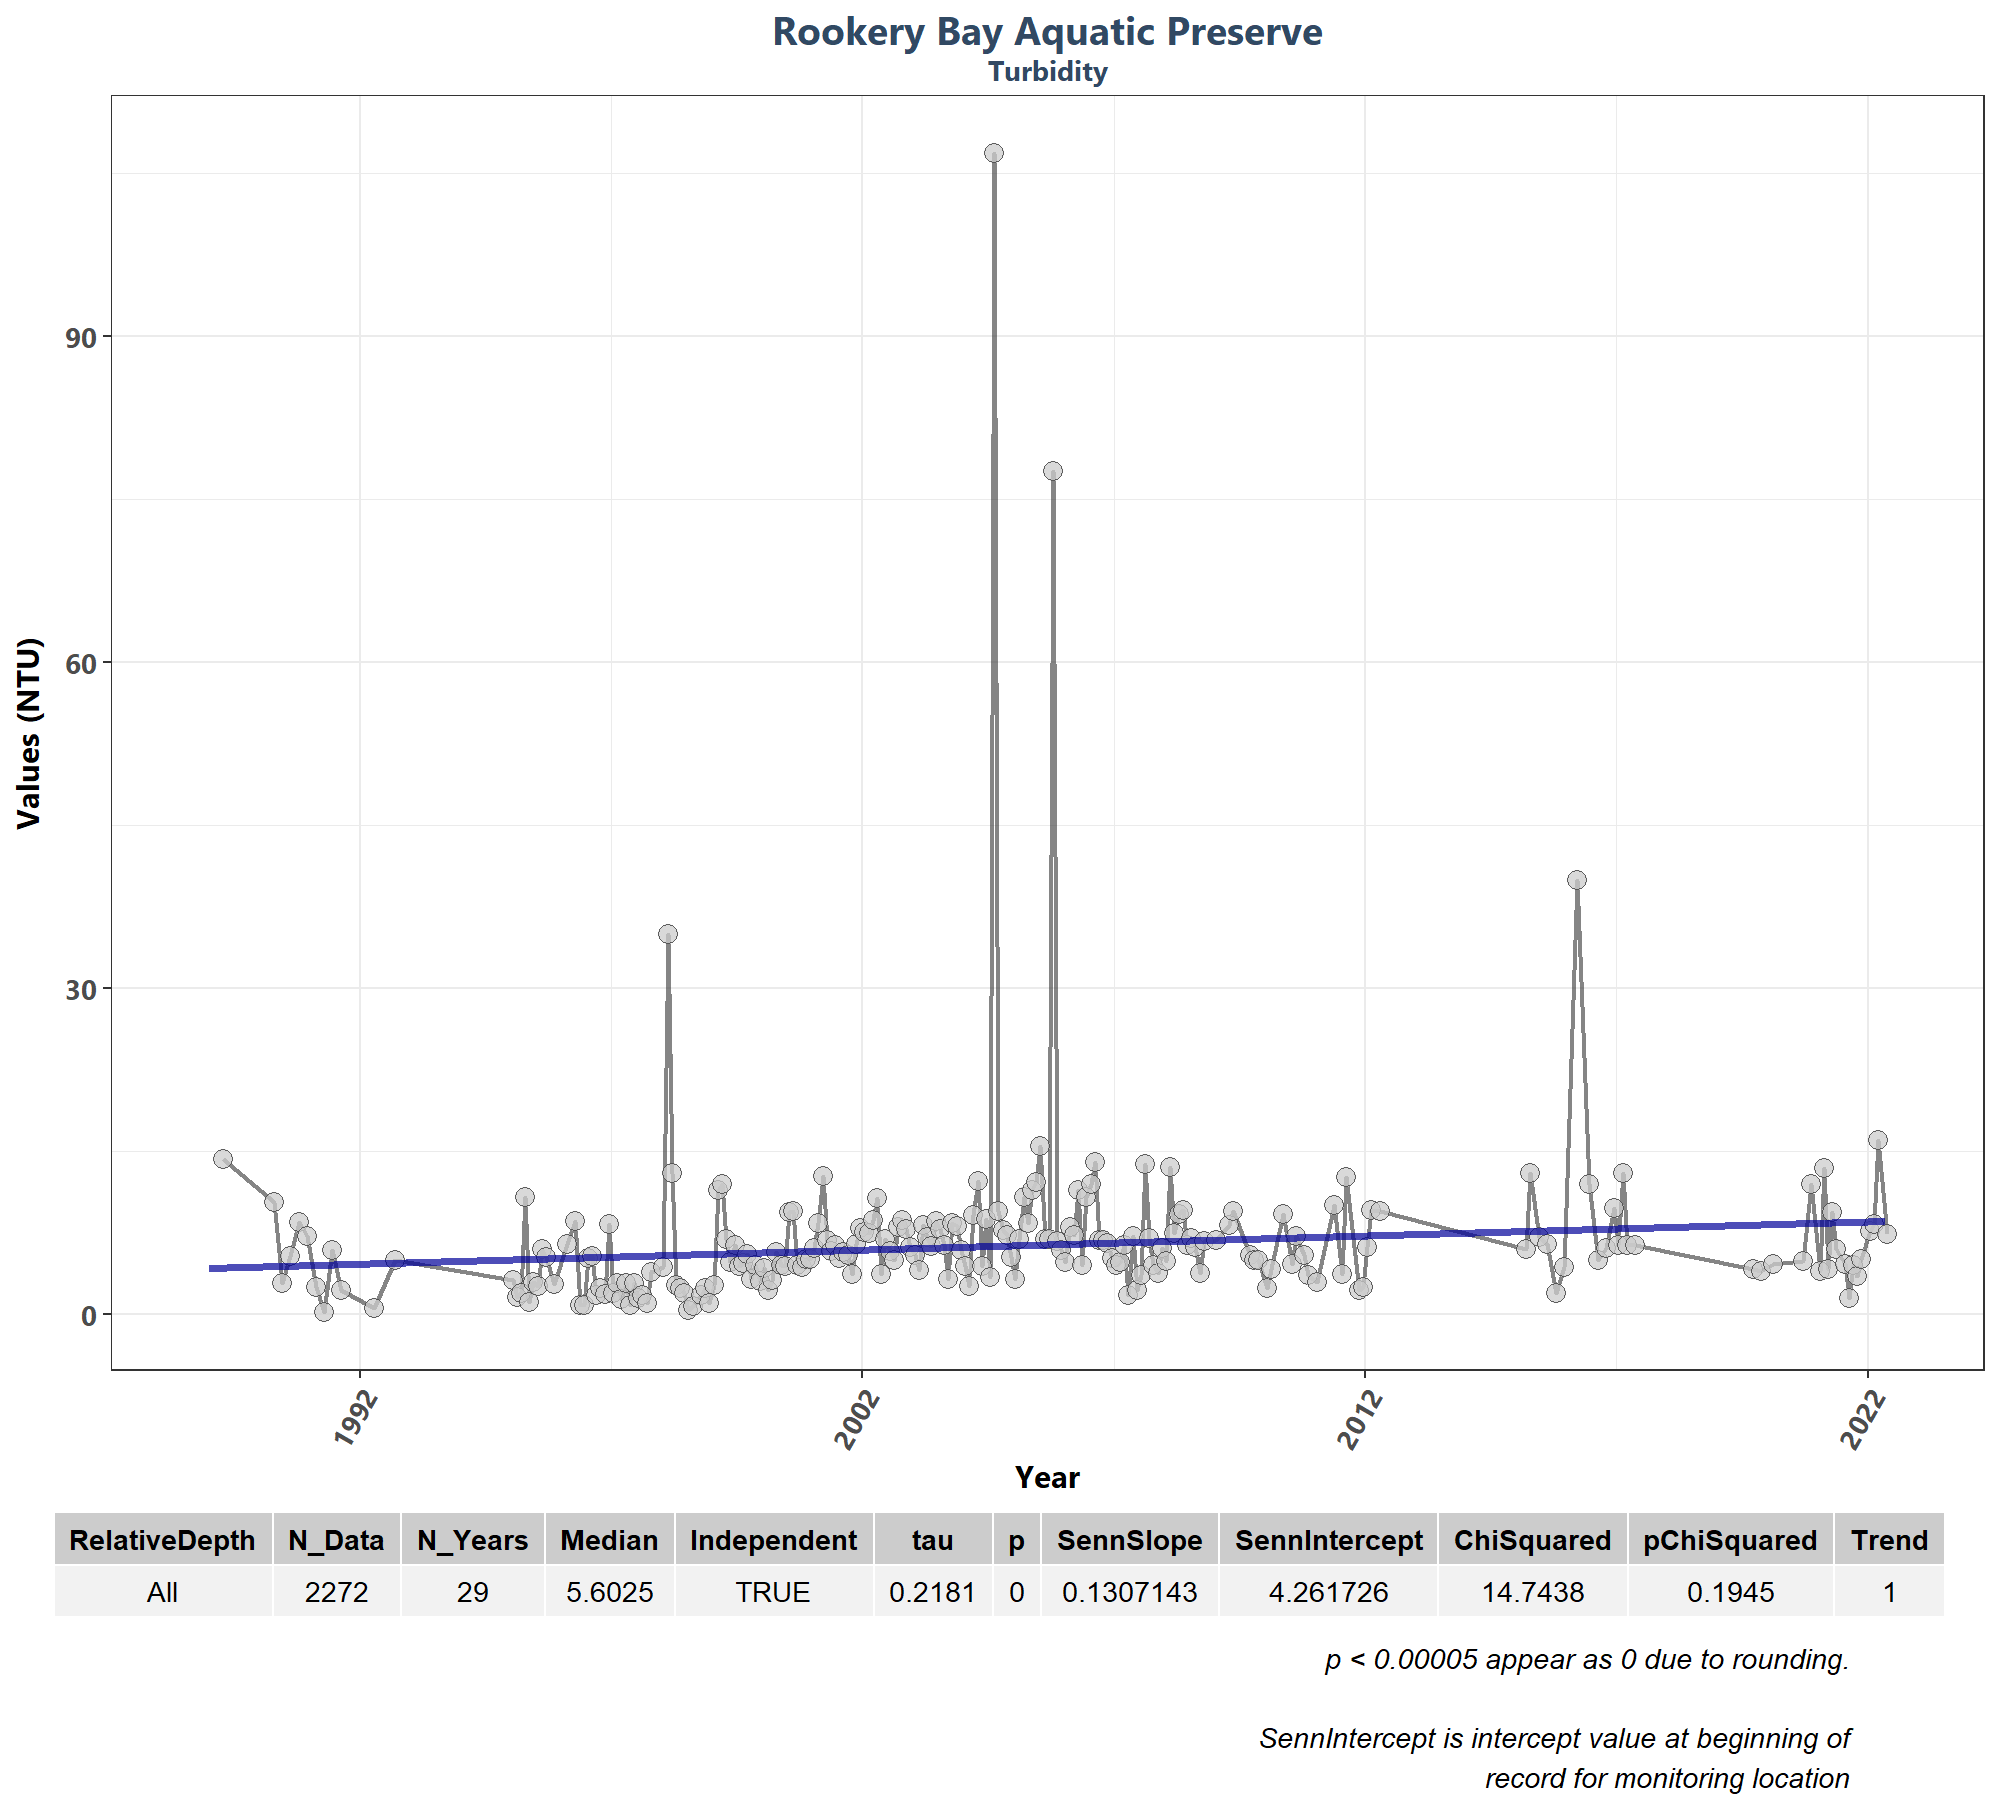 Rookery Bay Aquatic Preserve
Turbidity
Values (NTU)
90
60
30
0
1992
2002
2012
2022
Year
RelativeDepth N_Data N_Years Median Independent tau p SennSlope SennIntercept ChiSquared pChiSquared Trend
All 2272 29 5.6025 TRUE 0.2181 0 0.1307143 4.261726 14.7438 0.1945 1
p < 0.00005 appear as 0 due to rounding.
SennIntercept is intercept value at beginning of
record for monitoring location